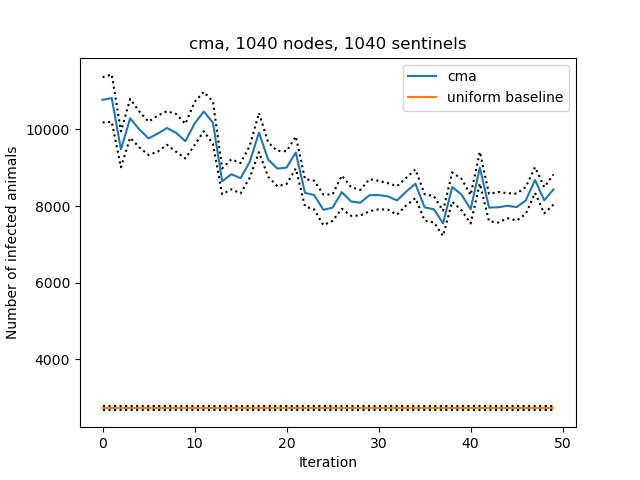 cma, 1040 nodes, 1040 sentinels
cma
uniform baseline
Number of infected animals
10000
8000
6000
4000
0
10
20
30
40
50
Iteration